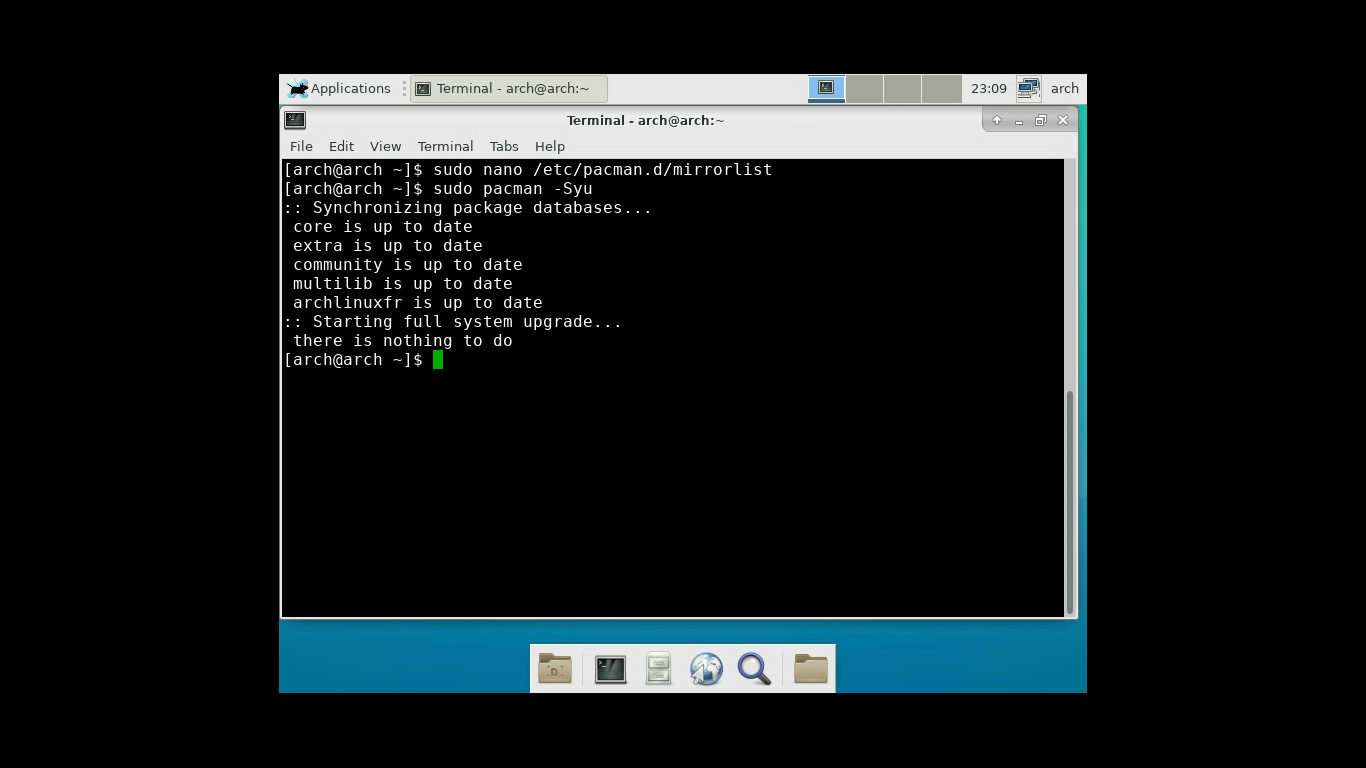 Applications
Terminal - arch@arch:~
23:09
arch
Terminal - arch@arch:~
File Edit View Terminal Tabs Help
[arch@arch ~]$ sudo nano /etc/pacman.d/mirrorlist
[arch@arch ~]$ sudo pacman -Syu
:: Synchronizing package databases...
 core is up to date
 extra is up to date
 community is up to date
 multilib is up to date
 archlinuxfr is up to date
:: Starting full system upgrade...
 there is nothing to do
[arch@arch ~]$